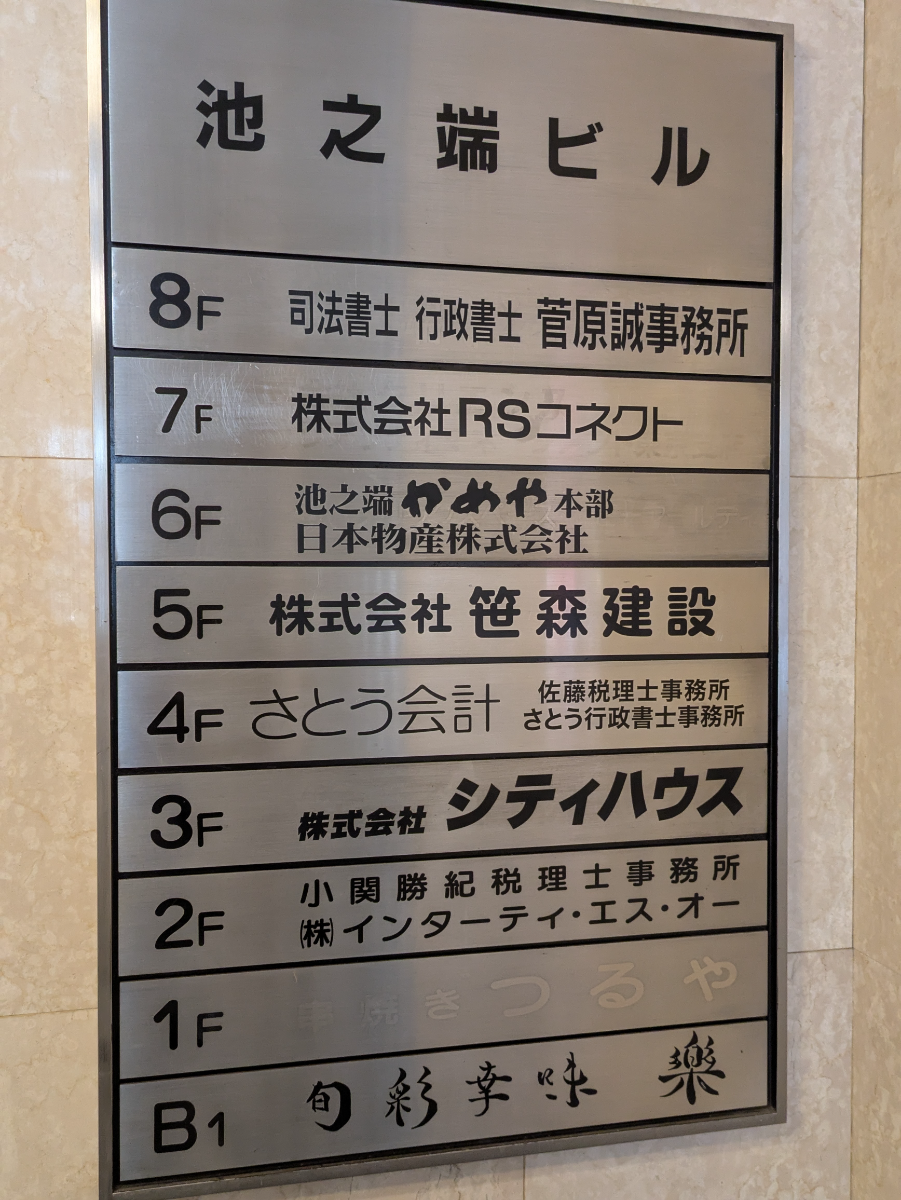 池之端ビル
8F 司法書士 行政書士 菅原誠事務所
7F 株式会社RSコネクト
6F 池之端かめや本部
日本物産株式会社
5F 株式会社 笹森建設
4F さとう会計 佐藤税理士事務所
さとう行政書士事務所
3F 株式会社 シティハウス
2F 小関勝紀税理士事務所
㈱インターティ・エス・オー
1F 串焼きつるや
B1 旬彩幸味 樂